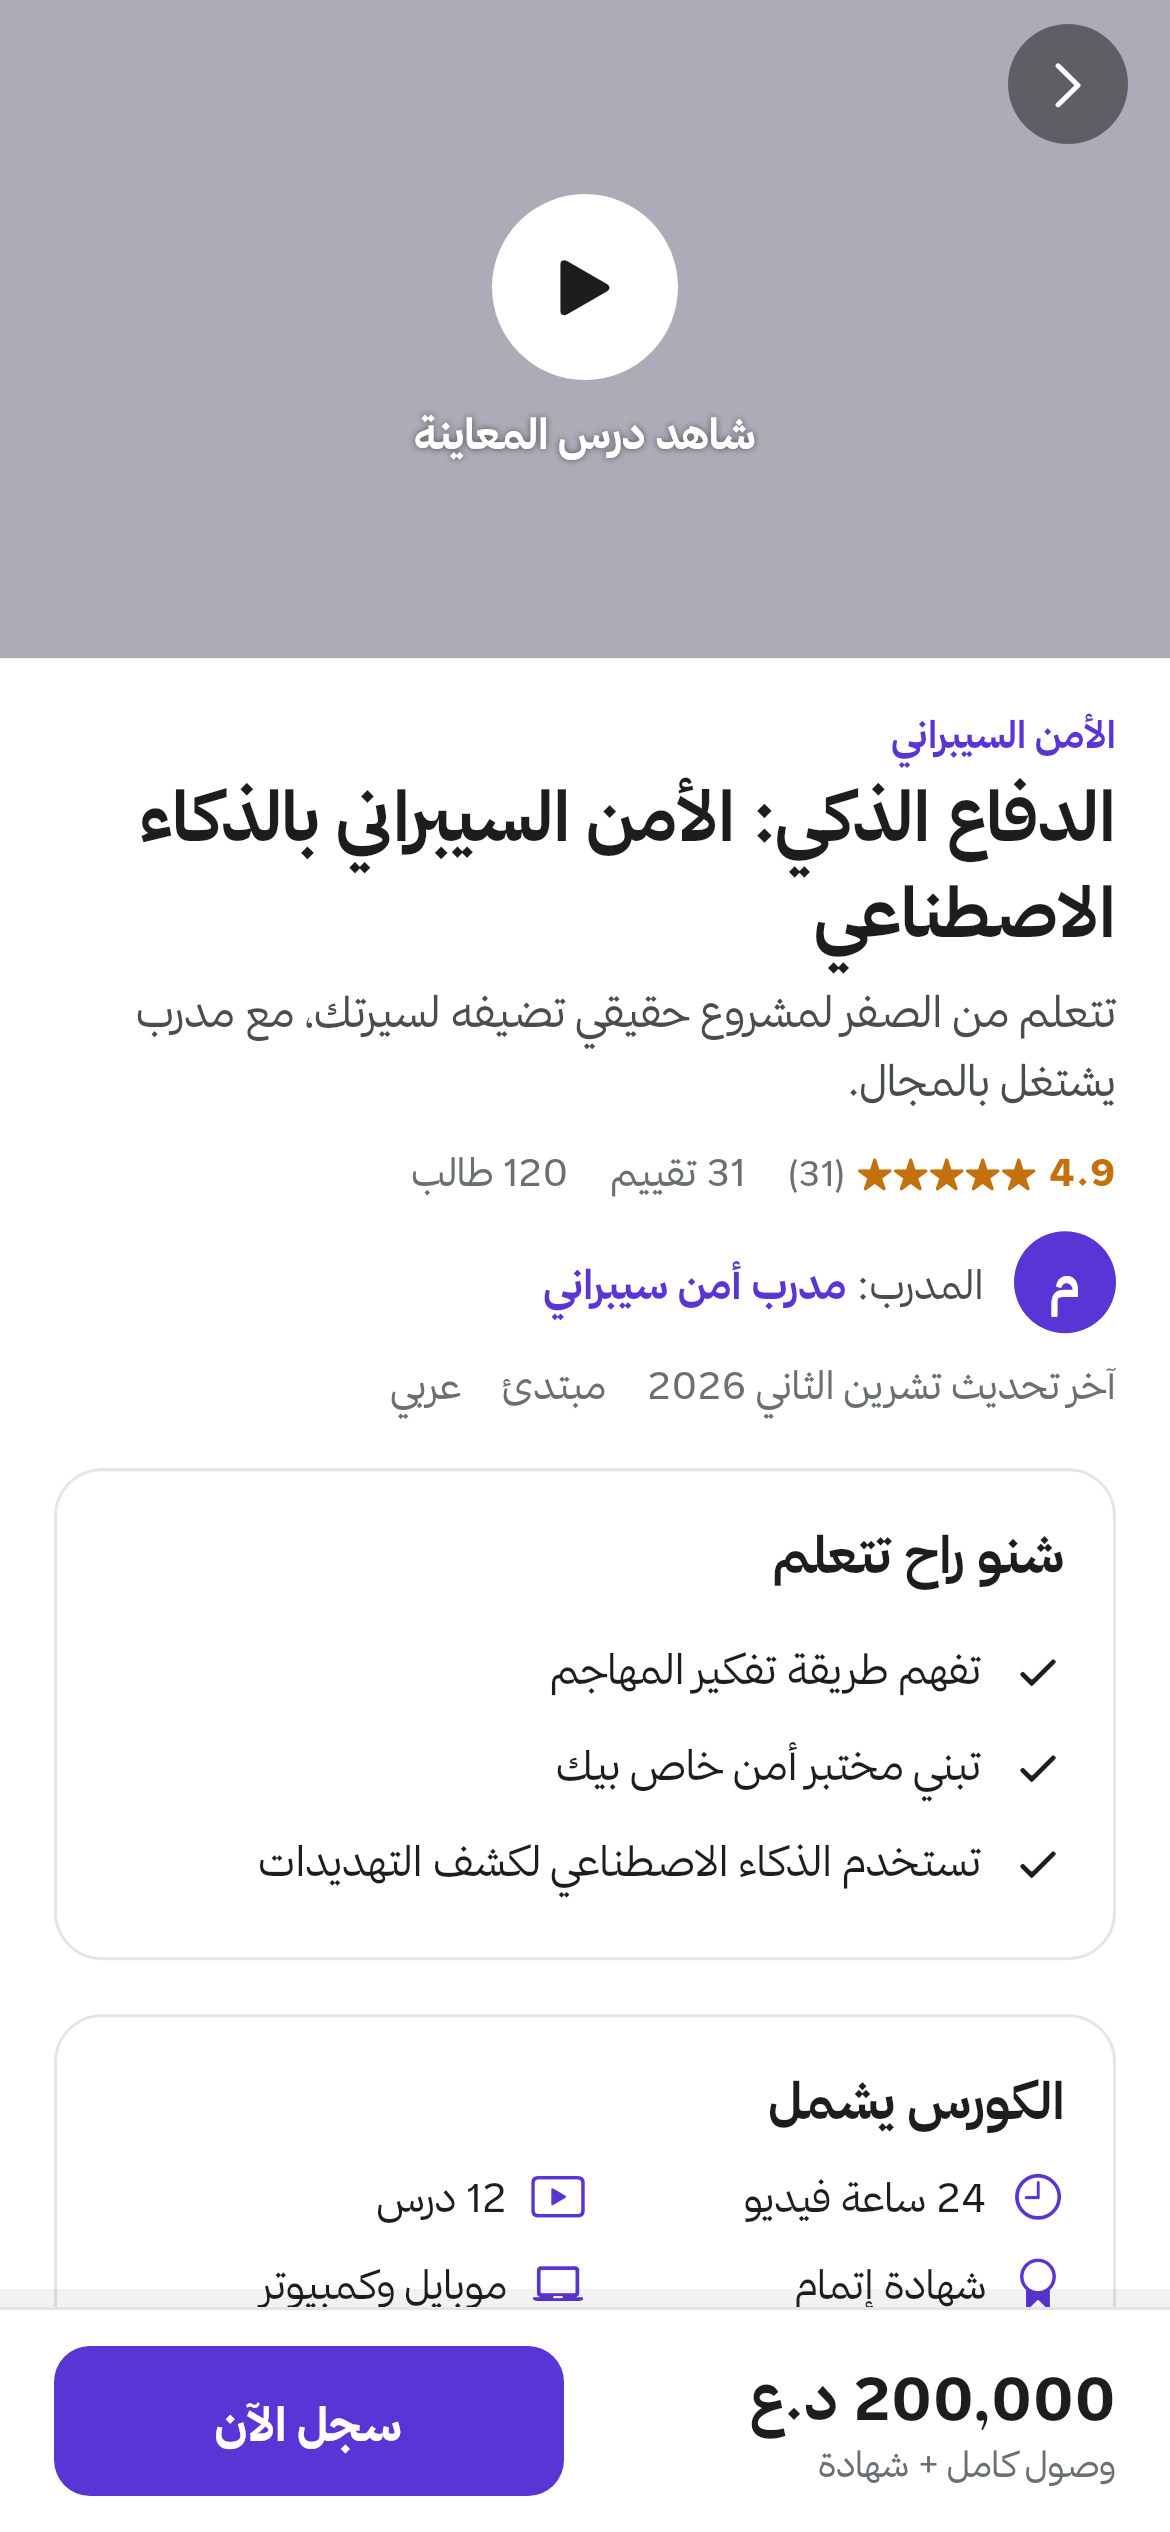 شاهد درس المعاينة
الأمن السيبراني
الدفاع الذكي: الأمن السيبراني بالذكاء
الاصطناعي
تتعلم من الصفر لمشروع حقيقي تضيفه لسيرتك، مع مدرب
يشتغل بالمجال.
4.9 ★★★★★ (31) 31 تقييم 120 طالب
م المدرب: مدرب أمن سيبراني
آخر تحديث تشرين الثاني 2026 مبتدئ عربي
شنو راح تتعلم
تفهم طريقة تفكير المهاجم
تبني مختبر أمن خاص بيك
تستخدم الذكاء الاصطناعي لكشف التهديدات
الكورس يشمل
24 ساعة فيديو 12 درس
شهادة إتمام موبايل وكمبيوتر
200,000 د.ع
وصول كامل + شهادة
سجل الآن